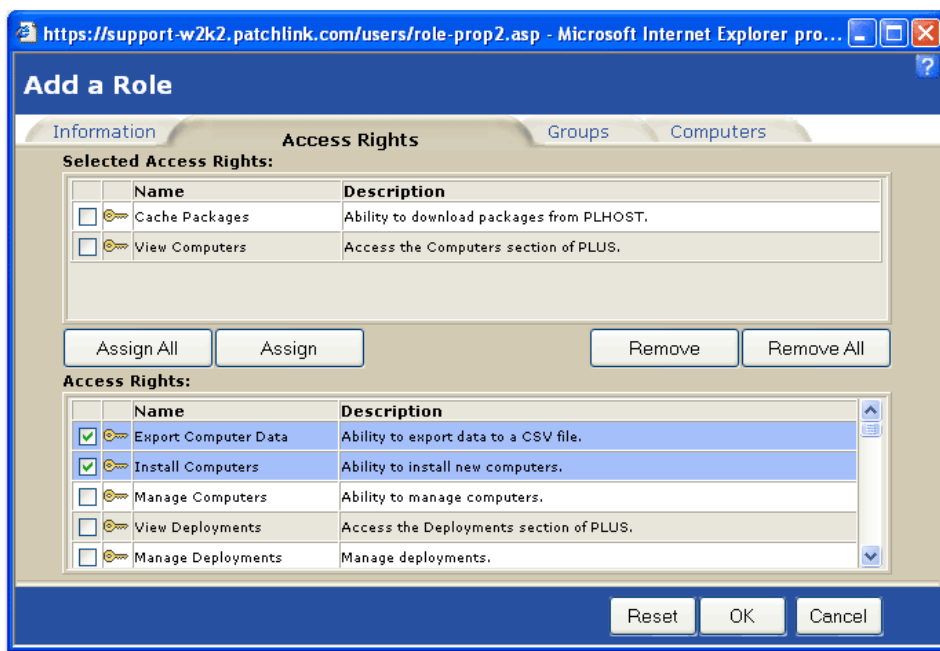 https://support-w2k2.patchlink.com/users/role-prop2.asp - Microsoft Internet Explorer pro...
?
Add a Role
Information Access Rights Groups Computers
Selected Access Rights:
Name Description
Cache Packages Ability to download packages from PLHOST.
View Computers Access the Computers section of PLUS.
Assign All Assign Remove Remove All
Access Rights:
Name Description
Export Computer Data Ability to export data to a CSV file.
Install Computers Ability to install new computers.
Manage Computers Ability to manage computers.
View Deployments Access the Deployments section of PLUS.
Manage Deployments Manage deployments.
Reset OK Cancel